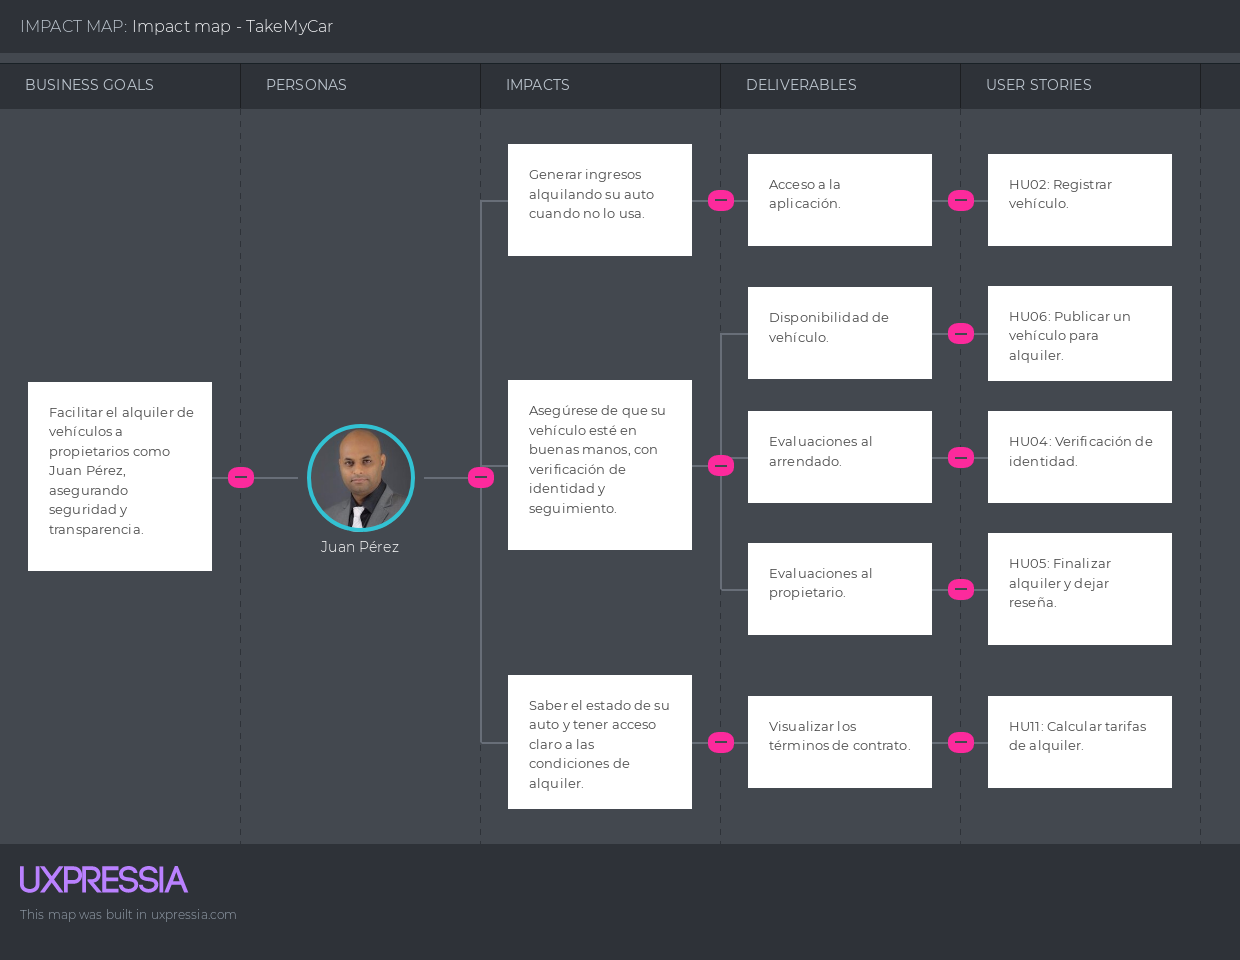 IMPACT MAP: Impact map - TakeMyCar
BUSINESS GOALS
PERSONAS
IMPACTS
DELIVERABLES
USER STORIES
Facilitar el alquiler de
vehículos a
propietarios como
Juan Pérez,
asegurando
seguridad y
transparencia.
Juan Pérez
Generar ingresos
alquilando su auto
cuando no lo usa.
Acceso a la
aplicación.
HU02: Registrar
vehículo.
Asegúrese de que su
vehículo esté en
buenas manos, con
verificación de
identidad y
seguimiento.
Disponibilidad de
vehículo.
HU06: Publicar un
vehículo para
alquiler.
Evaluaciones al
arrendado.
HU04: Verificación de
identidad.
Evaluaciones al
propietario.
HU05: Finalizar
alquiler y dejar
reseña.
Saber el estado de su
auto y tener acceso
claro a las
condiciones de
alquiler.
Visualizar los
términos de contrato.
HU11: Calcular tarifas
de alquiler.
UXPRESSIA
This map was built in uxpressia.com